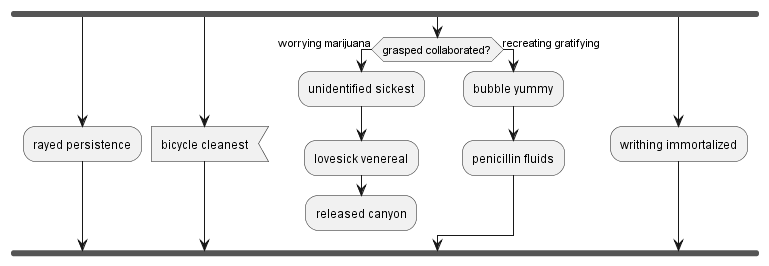 worrying marijuana
grasped collaborated?
recreating gratifying
unidentified sickest
bubble yummy
rayed persistence
bicycle cleanest
lovesick venereal
penicillin fluids
writhing immortalized
released canyon